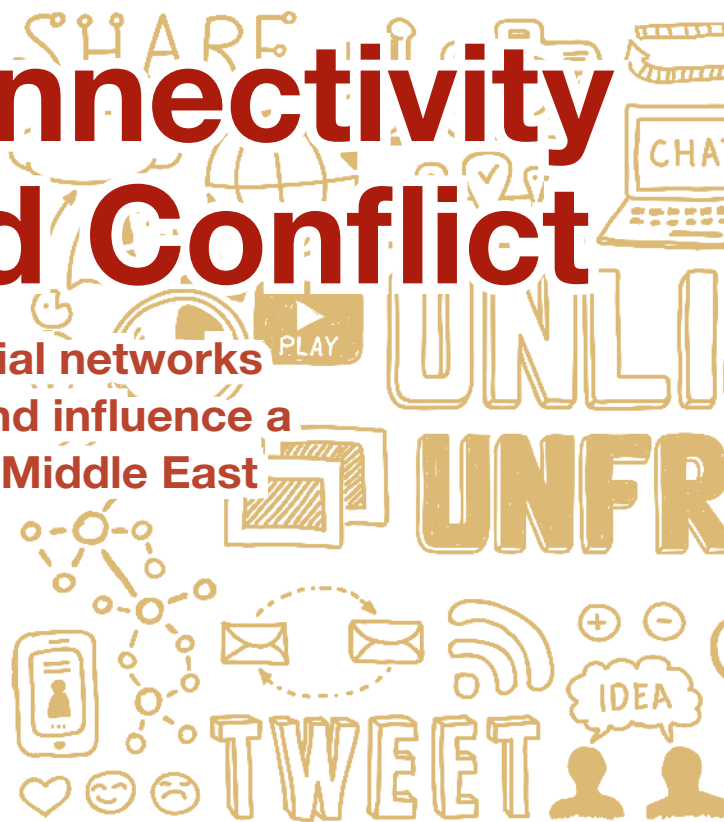 SHARE
nnectivity
CHAT
d Conflict
PLAY
UNLI
ial networks
nd influence a
Middle East
UNFR
IDEA
TWEET